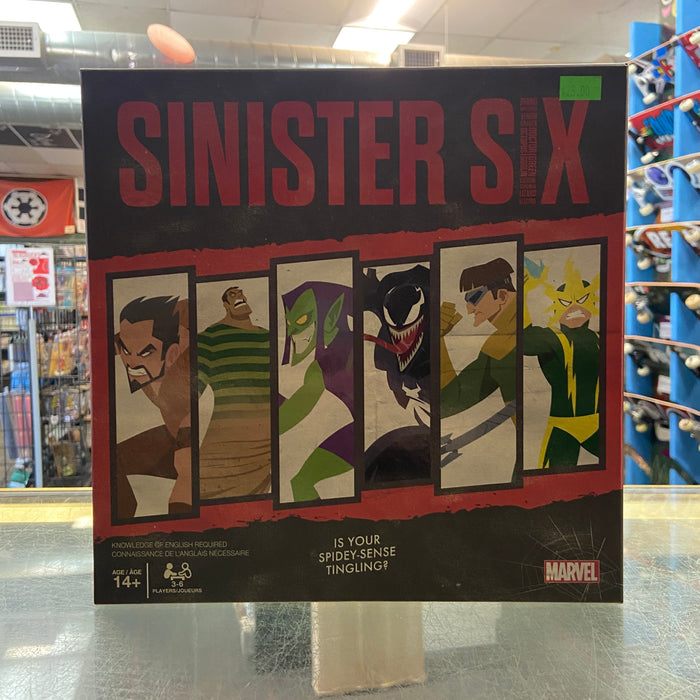 SINISTER SIX
KNOWLEDGE OF ENGLISH REQUIRED
CONNAISSANCE DE L'ANGLAIS NÉCESSAIRE
AGE / ÂGE
14+
3-6
PLAYERS/JOUEURS
IS YOUR
SPIDEY-SENSE
TINGLING?
MARVEL